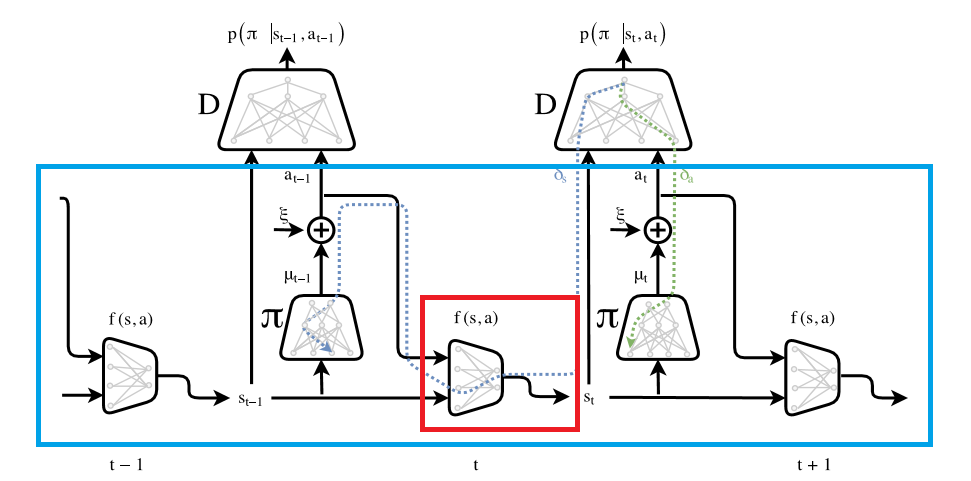 p(π |s_{t−1}, a_{t−1})
p(π |s_t, a_t)
D
D
a_{t−1}
δ_s
a_t
δ_a
ξ
ξ
μ_{t−1}
μ_t
f(s, a)
π
f(s, a)
π
f(s, a)
s_{t−1}
s_t
t − 1
t
t + 1